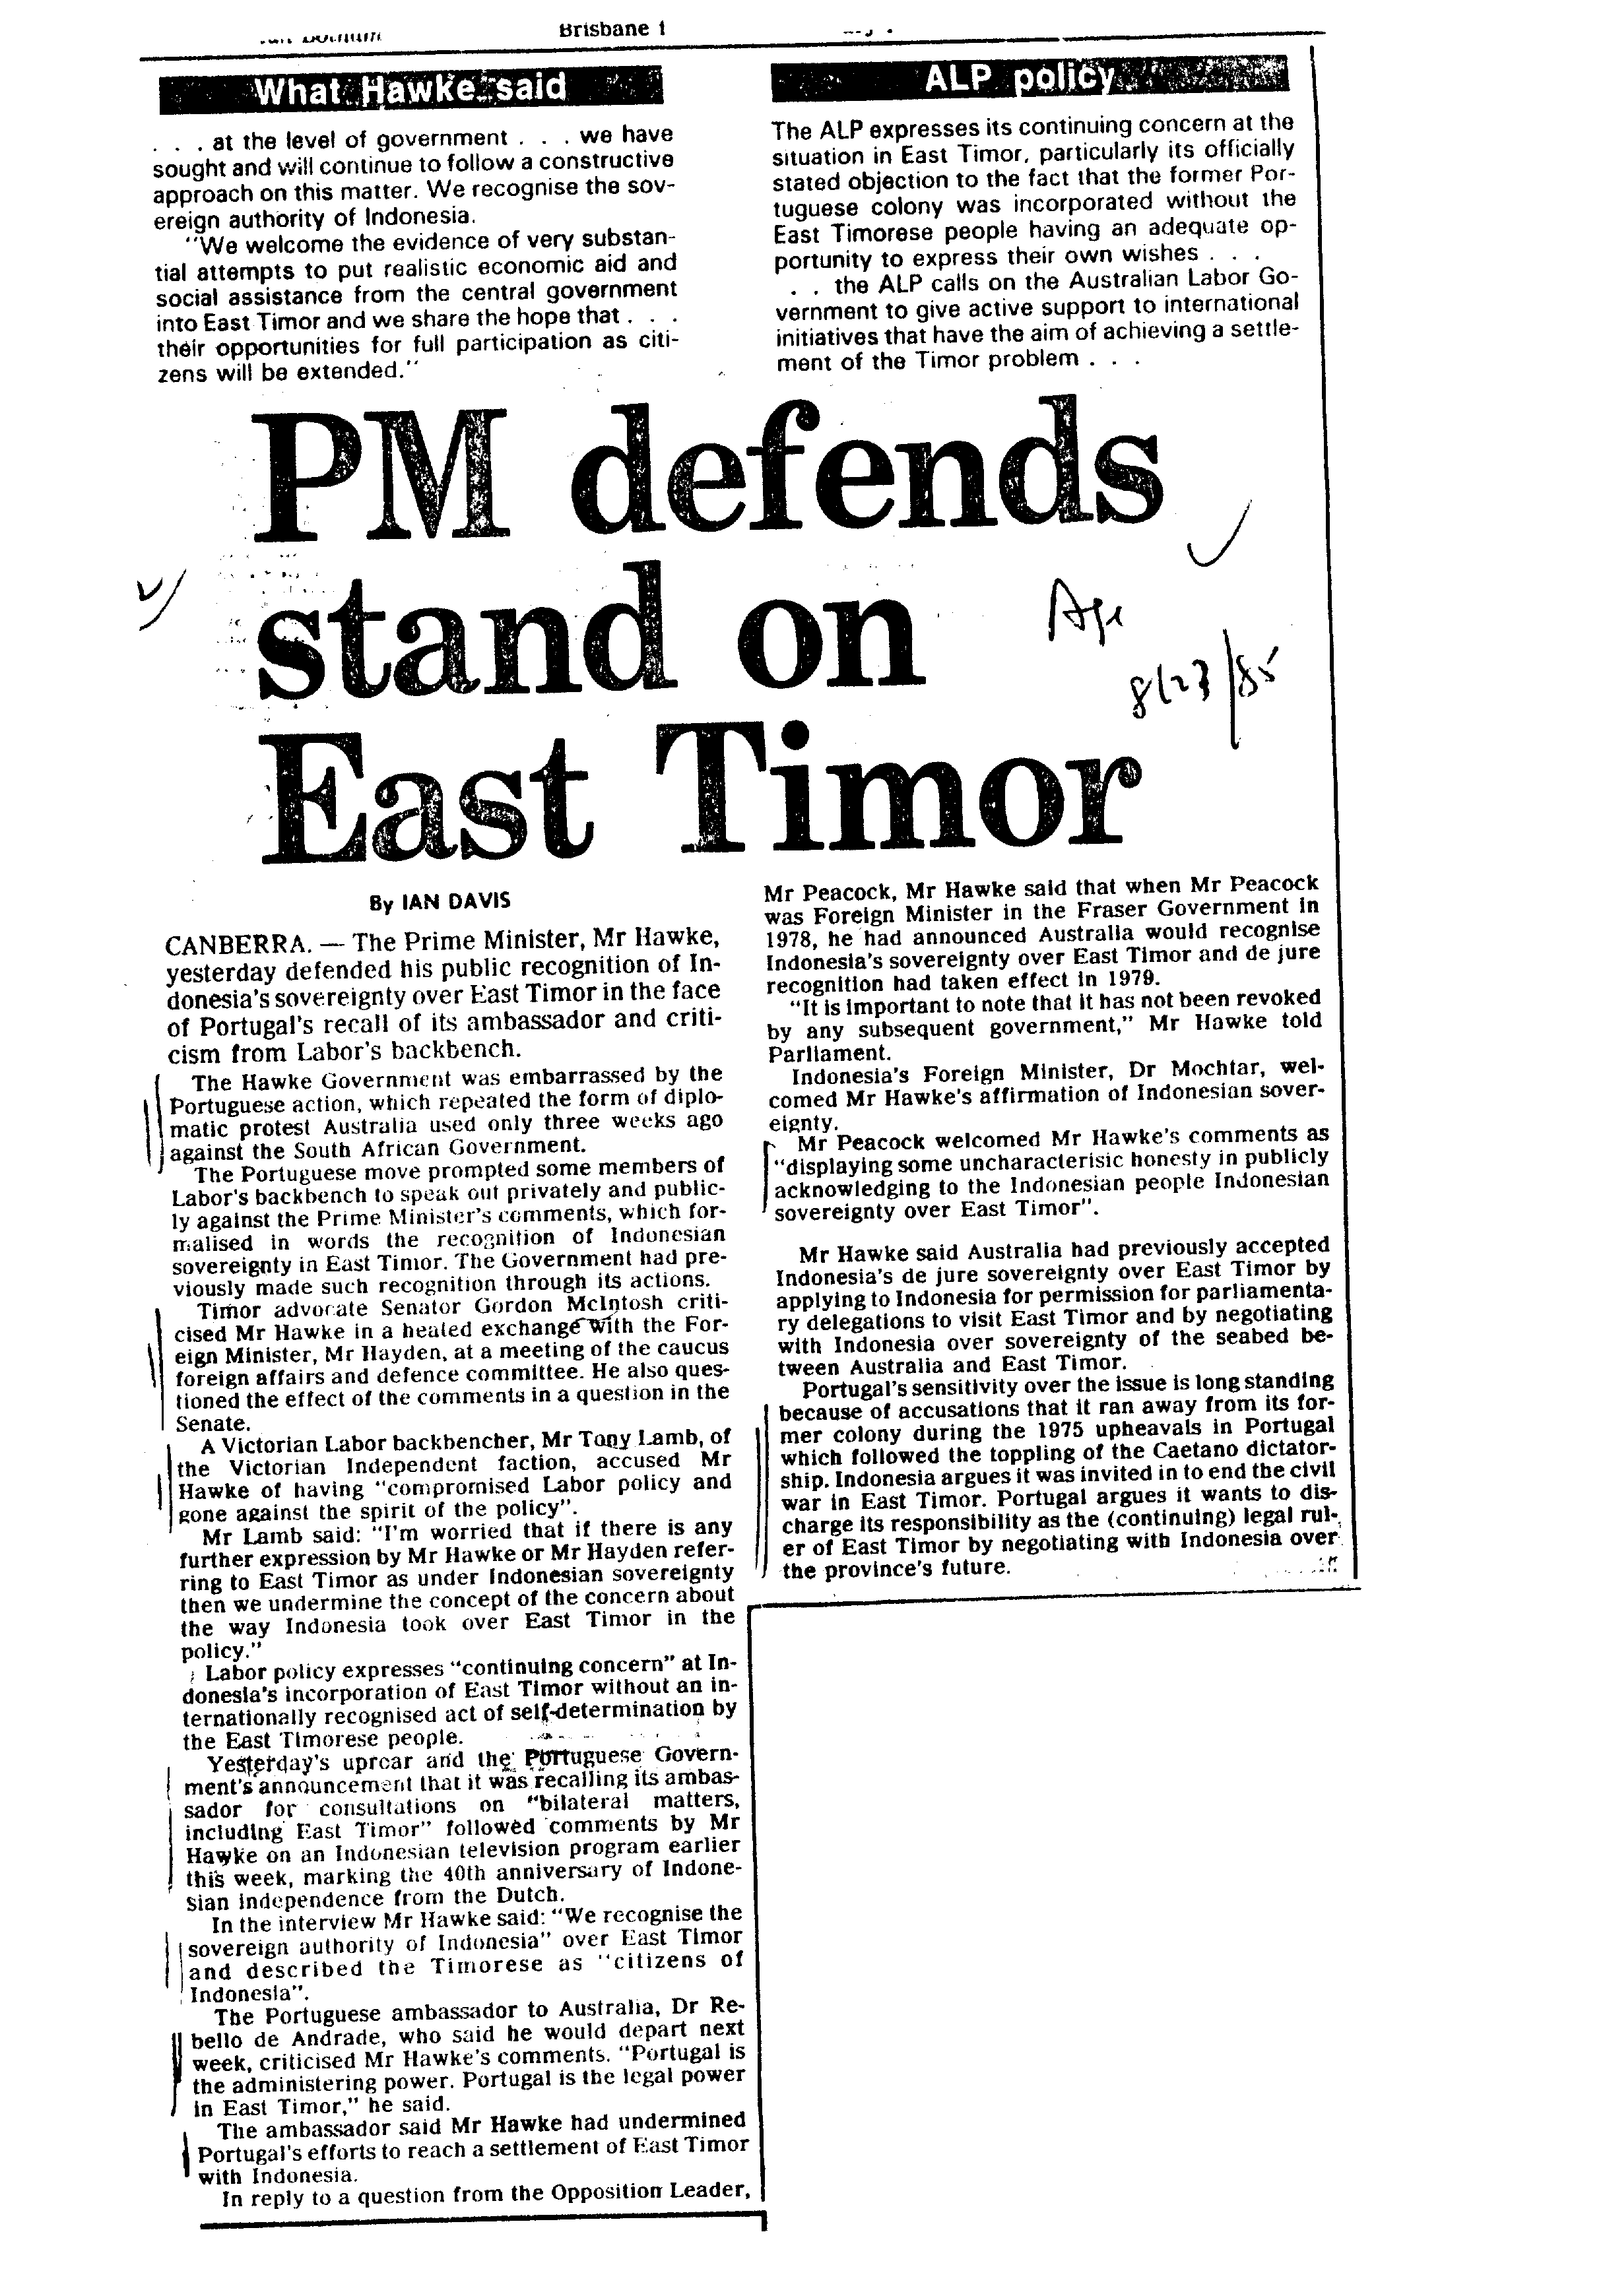 Brisbane 1
What Hawke said
. . . at the level of government . . . we have
sought and will continue to follow a constructive
approach on this matter. We recognise the sov-
ereign authority of Indonesia.
"We welcome the evidence of very substan-
tial attempts to put realistic economic aid and
social assistance from the central government
into East Timor and we share the hope that . . .
their opportunities for full participation as citi-
zens will be extended."
ALP policy
The ALP expresses its continuing concern at the
situation in East Timor, particularly its officially
stated objection to the fact that the former Por-
tuguese colony was incorporated without the
East Timorese people having an adequate op-
portunity to express their own wishes . . .
. . the ALP calls on the Australian Labor Go-
vernment to give active support to international
initiatives that have the aim of achieving a settle-
ment of the Timor problem . . .
PM defends
stand on
East Timor
Age
8/23/85
By IAN DAVIS
CANBERRA. — The Prime Minister, Mr Hawke,
yesterday defended his public recognition of In-
donesia's sovereignty over East Timor in the face
of Portugal's recall of its ambassador and criti-
cism from Labor's backbench.
The Hawke Government was embarrassed by the
Portuguese action, which repeated the form of diplo-
matic protest Australia used only three weeks ago
against the South African Government.
The Portuguese move prompted some members of
Labor's backbench to speak out privately and public-
ly against the Prime Minister's comments, which for-
malised in words the recognition of Indonesian
sovereignty in East Timor. The Government had pre-
viously made such recognition through its actions.
Timor advocate Senator Gordon McIntosh criti-
cised Mr Hawke in a heated exchange with the For-
eign Minister, Mr Hayden, at a meeting of the caucus
foreign affairs and defence committee. He also ques-
tioned the effect of the comments in a question in the
Senate.
A Victorian Labor backbencher, Mr Tony Lamb, of
the Victorian Independent faction, accused Mr
Hawke of having "compromised Labor policy and
gone against the spirit of the policy".
Mr Lamb said: "I'm worried that if there is any
further expression by Mr Hawke or Mr Hayden refer-
ring to East Timor as under Indonesian sovereignty
then we undermine the concept of the concern about
the way Indonesia took over East Timor in the
policy."
Labor policy expresses "continuing concern" at In-
donesia's incorporation of East Timor without an in-
ternationally recognised act of self-determination by
the East Timorese people.
Yesterday's uproar and the Portuguese Govern-
ment's announcement that it was recalling its ambas-
sador for consultations on "bilateral matters,
including East Timor" followed comments by Mr
Hawke on an Indonesian television program earlier
this week, marking the 40th anniversary of Indone-
sian independence from the Dutch.
In the interview Mr Hawke said: "We recognise the
sovereign authority of Indonesia" over East Timor
and described the Timorese as "citizens of
Indonesia".
The Portuguese ambassador to Australia, Dr Re-
bello de Andrade, who said he would depart next
week, criticised Mr Hawke's comments. "Portugal is
the administering power. Portugal is the legal power
in East Timor," he said.
The ambassador said Mr Hawke had undermined
Portugal's efforts to reach a settlement of East Timor
with Indonesia.
In reply to a question from the Opposition Leader,
Mr Peacock, Mr Hawke said that when Mr Peacock
was Foreign Minister in the Fraser Government in
1978, he had announced Australia would recognise
Indonesia's sovereignty over East Timor and de jure
recognition had taken effect in 1979.
"It is important to note that it has not been revoked
by any subsequent government," Mr Hawke told
Parliament.
Indonesia's Foreign Minister, Dr Mochtar, wel-
comed Mr Hawke's affirmation of Indonesian sover-
eignty.
Mr Peacock welcomed Mr Hawke's comments as
"displaying some uncharacterisic honesty in publicly
acknowledging to the Indonesian people Indonesian
sovereignty over East Timor".
Mr Hawke said Australia had previously accepted
Indonesia's de jure sovereignty over East Timor by
applying to Indonesia for permission for parliamenta-
ry delegations to visit East Timor and by negotiating
with Indonesia over sovereignty of the seabed be-
tween Australia and East Timor.
Portugal's sensitivity over the issue is long standing
because of accusations that it ran away from its for-
mer colony during the 1975 upheavals in Portugal
which followed the toppling of the Caetano dictator-
ship. Indonesia argues it was invited in to end the civil
war in East Timor. Portugal argues it wants to dis-
charge its responsibility as the (continuing) legal rul-
er of East Timor by negotiating with Indonesia over
the province's future.